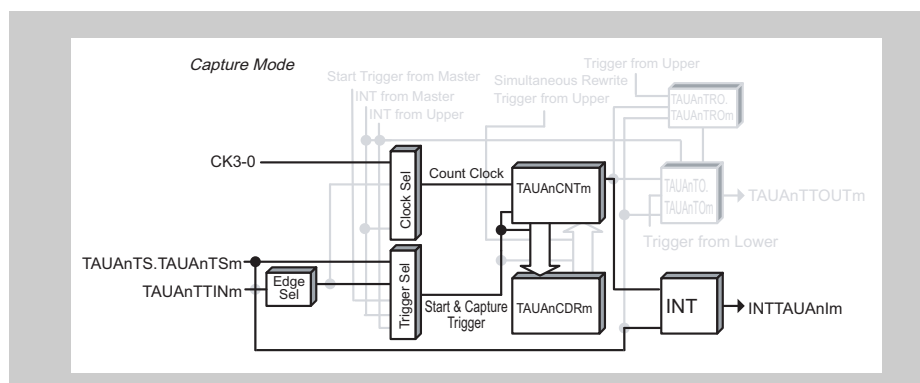 Capture Mode
Trigger from Upper
Start Trigger from Master
Simultaneous Rewrite
INT from Master
Trigger from Upper
INT from Upper
TAUAnTRO.
TAUAnTROm
CK3-0
Clock Sel
Count Clock
TAUAnCNTm
TAUAnTO.
TAUAnTOm
TAUAnTTOUTm
Trigger from Lower
TAUAnTS.TAUAnTSm
TAUAnTTINm
Edge
Sel
Trigger Sel
Start & Capture
Trigger
TAUAnCDRm
INT
INTTAUAnIm